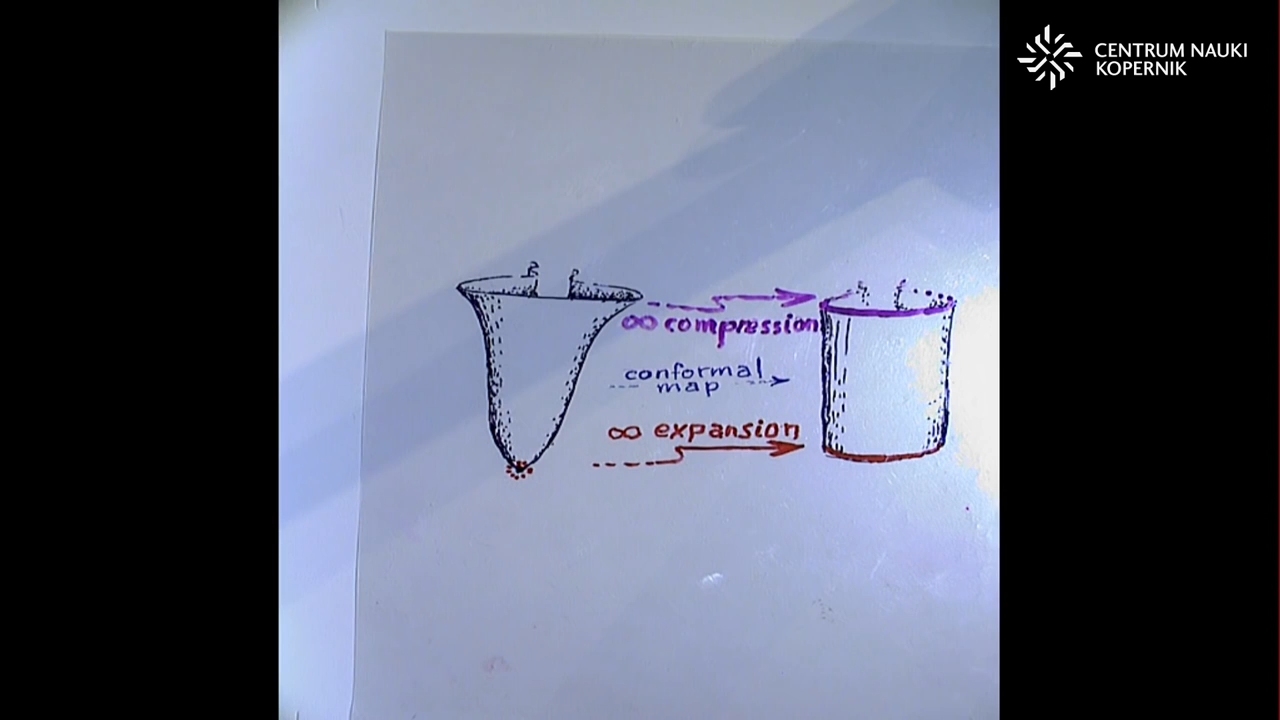 CENTRUM NAUKI
KOPERNIK
∞ compression
conformal
map
∞ expansion